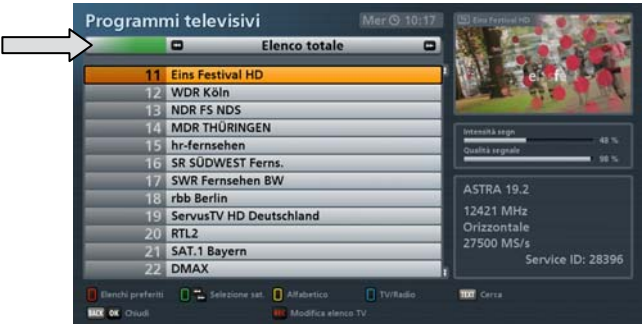 Programmi televisivi
Mer 10:17
Eins Festival HD
Elenco totale
11 Eins Festival HD
12 WDR Köln
13 NDR FS NDS
14 MDR THÜRINGEN
15 hr-fernsehen
16 SR SÜDWEST Ferns.
17 SWR Fernsehen BW
18 rbb Berlin
19 ServusTV HD Deutschland
20 RTL2
21 SAT.1 Bayern
22 DMAX
Intensità segn
48 %
Qualità segnale
98 %
ASTRA 19.2
12421 MHz
Orizzontale
27500 MS/s
Service ID: 28396
Elenchi preferiti
Selezione sat.
Alfabetico
TV/Radio
TEXT Cerca
BACK OK Chiudi
REC Modifica elenco TV